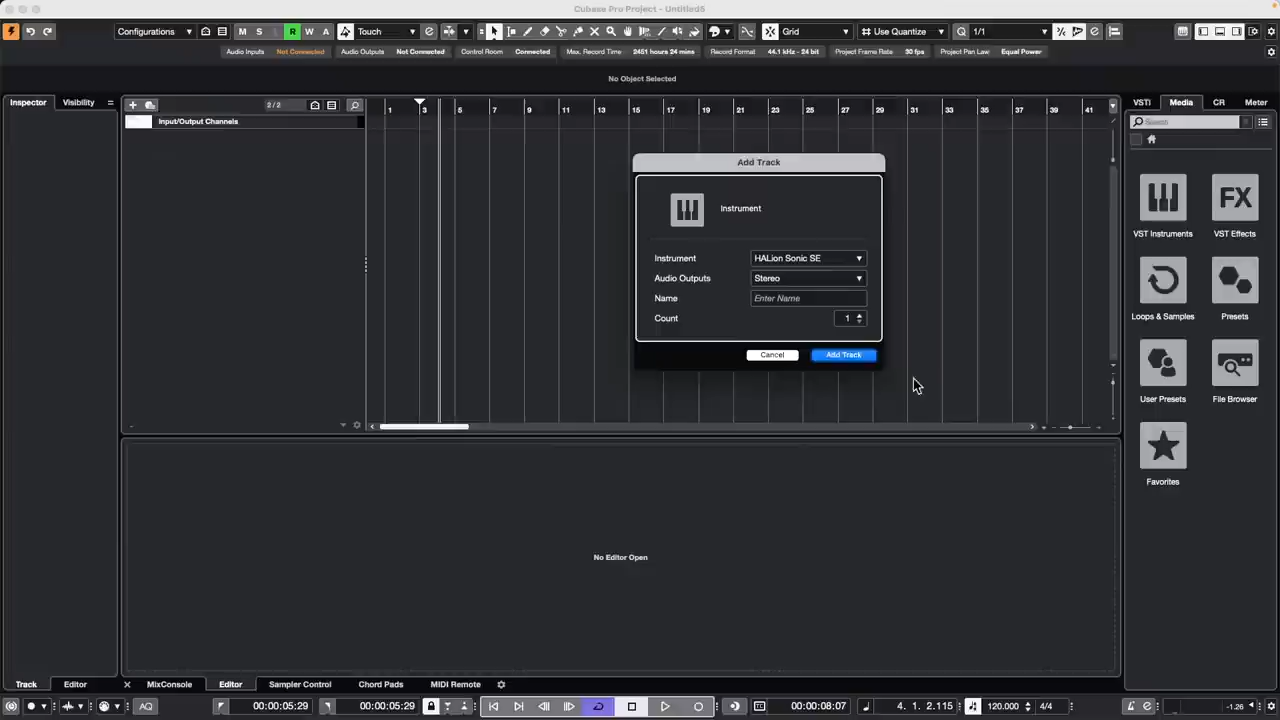 Cubase Pro Project - Untitled5
Configurations M S L R W A Touch Grid Use Quantize 1/1
Audio Inputs Not Connected Audio Outputs Not Connected Control Room Connected Max. Record Time 2451 hours 24 mins Record Format 44.1 kHz - 24 bit Project Frame Rate 30 fps Project Pan Law Equal Power
No Object Selected
Inspector Visibility 2/2 1 3 5 7 9 11 13 15 17 19 21 23 25 27 29 31 33 35 37 39 41 VSTi Media CR Meter
Input/Output Channels
Search
Add Track
Instrument
Instrument HALion Sonic SE
Audio Outputs Stereo
Name Enter Name
Count 1
Cancel Add Track
FX
VST Instruments VST Effects
Loops & Samples Presets
User Presets File Browser
Favorites
No Editor Open
Track Editor MixConsole Editor Sampler Control Chord Pads MIDI Remote
AQ 00:00:05:29 00:00:05:29 00:00:08:07 4. 1. 2.115 120.000 4/4 -1.26